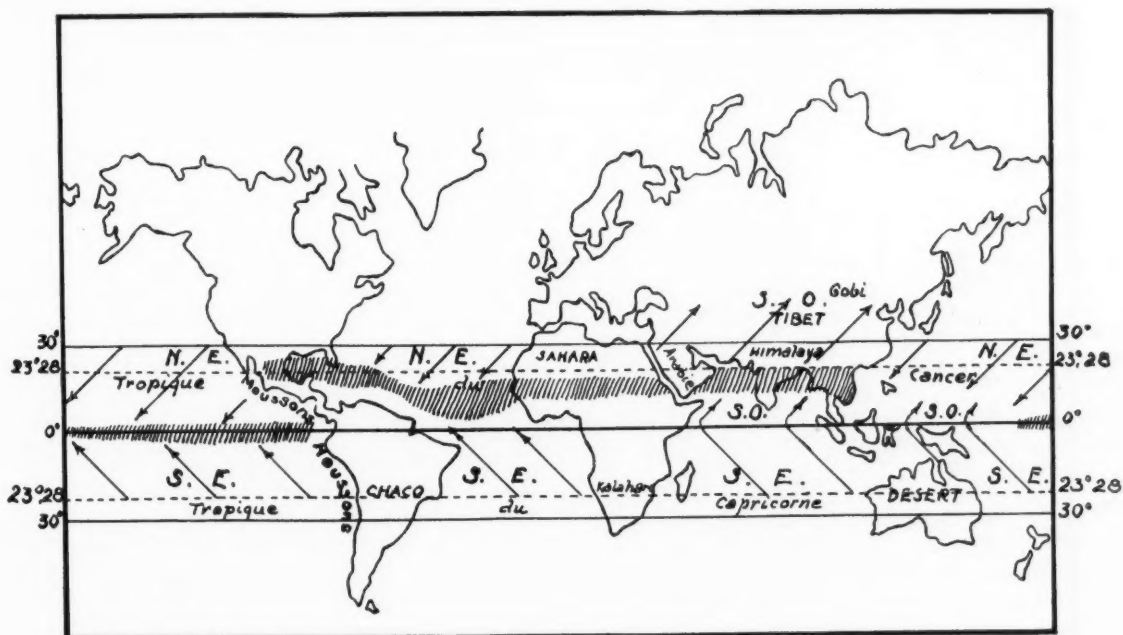 S. O. Gobi
TIBET
30° 30°
N. E. N. E. SAHARA Arabie Himalaya N. E.
23°28 23°28
Tropique du Cancer
Moussons
S.O. S.O.
0° 0°
Moussons
S. E. S. E. S. E. S. E.
CHACO Kalahari DESERT
23°28 23°28
Tropique du Capricorne
30° 30°